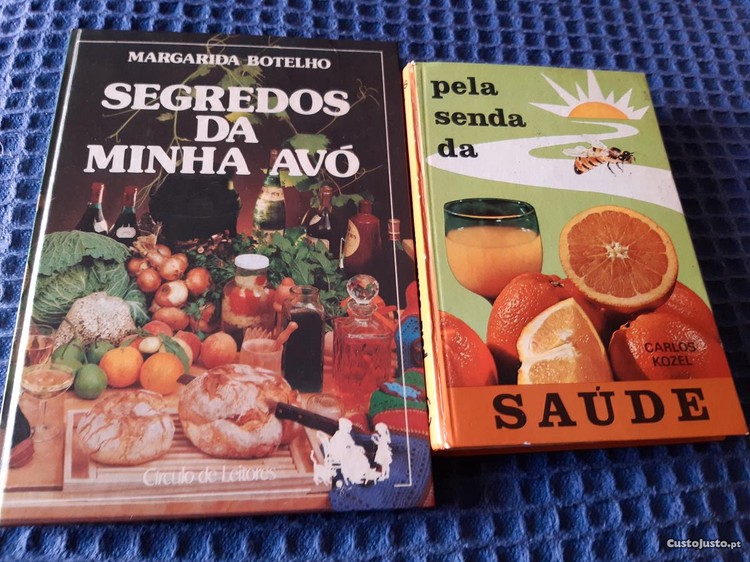 MARGARIDA BOTELHO
SEGREDOS
DA
MINHA AVÓ
Círculo de Leitores
pela
senda
da
CARLOS
KOZEL
SAÚDE
CustoJusto.pt